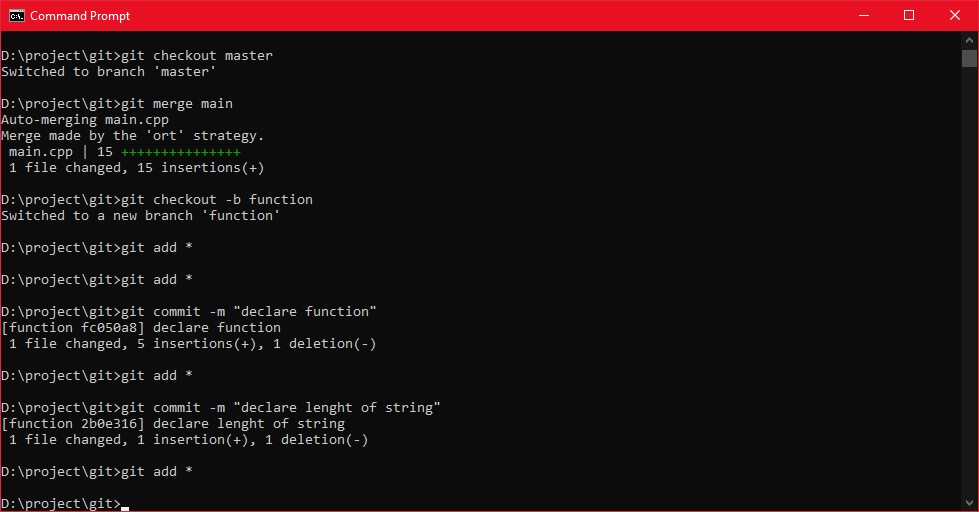 Command Prompt
D:\project\git>git checkout master
Switched to branch 'master'
D:\project\git>git merge main
Auto-merging main.cpp
Merge made by the 'ort' strategy.
 main.cpp | 15 +++++++++++++++
 1 file changed, 15 insertions(+)
D:\project\git>git checkout -b function
Switched to a new branch 'function'
D:\project\git>git add *
D:\project\git>git add *
D:\project\git>git commit -m "declare function"
[function fc050a8] declare function
 1 file changed, 5 insertions(+), 1 deletion(-)
D:\project\git>git add *
D:\project\git>git commit -m "declare lenght of string"
[function 2b0e316] declare lenght of string
 1 file changed, 1 insertion(+), 1 deletion(-)
D:\project\git>git add *
D:\project\git>